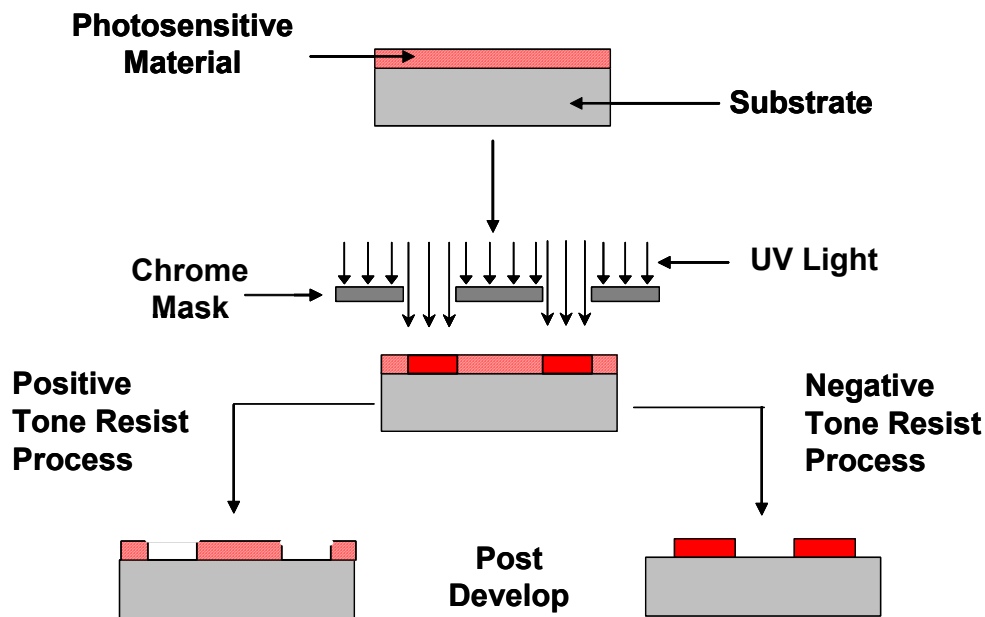 Photosensitive
Material
Substrate
UV Light
Chrome
Mask
Positive
Tone Resist
Process
Negative
Tone Resist
Process
Post
Develop